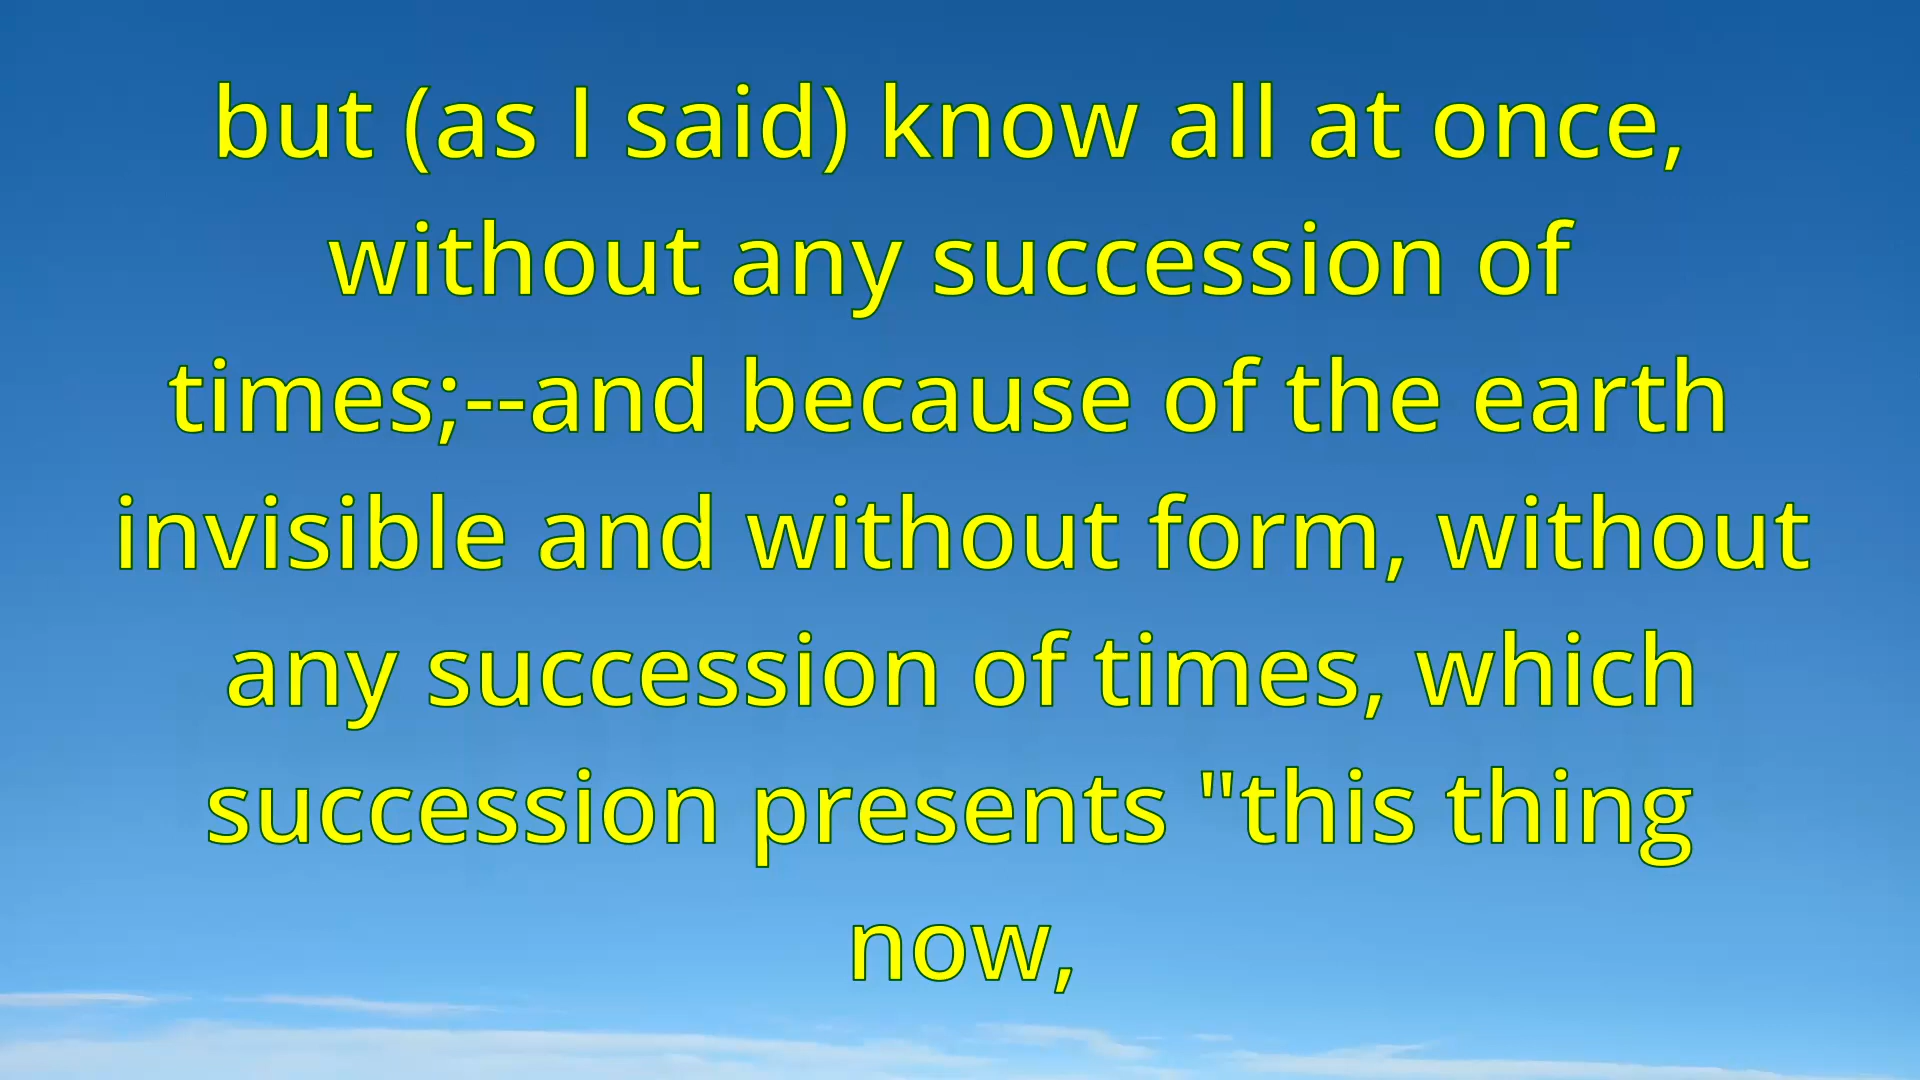 but (as I said) know all at once,
without any succession of
times;--and because of the earth
invisible and without form, without
any succession of times, which
succession presents "this thing
now,